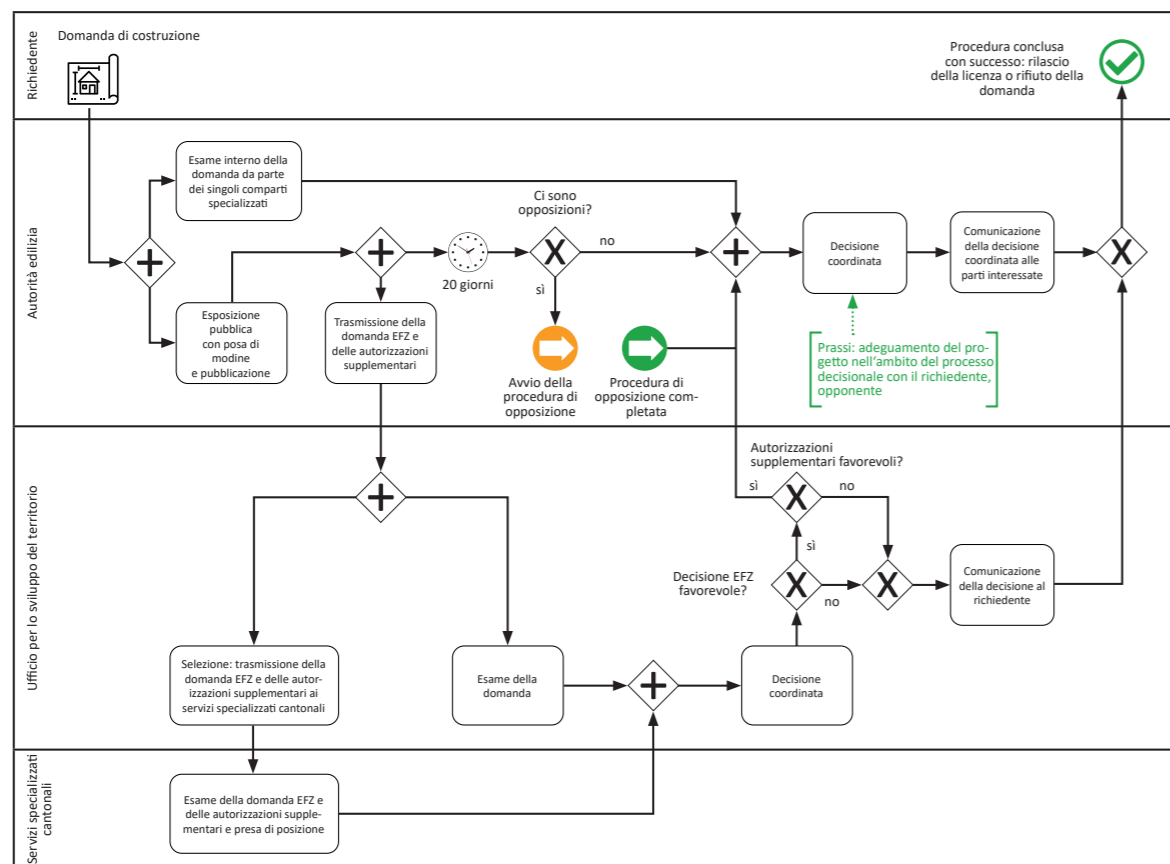 Richiedente
Domanda di costruzione
Procedura conclusa
con successo: rilascio
della licenza o rifiuto della
domanda
Autorità edilizia
Esame interno della
domanda da parte
dei singoli comparti
specializzati
Ci sono
opposizioni?
no
sì
20 giorni
Decisione
coordinata
Comunicazione
della decisione
coordinata alle
parti interessate
Esposizione
pubblica
con posa di
modine
e pubblicazione
Trasmissione della
domanda EFZ e
delle autorizzazioni
supplementari
Avvio della
procedura di
opposizione
Procedura di
opposizione com-
pletata
Prassi: adeguamento del pro-
getto nell'ambito del processo
decisionale con il richiedente,
opponente
Ufficio per lo sviluppo del territorio
Autorizzazioni
supplementari favorevoli?
sì
no
sì
Decisione EFZ
favorevole?
no
Comunicazione
della decisione al
richiedente
Selezione: trasmissione della
domanda EFZ e delle autor-
izzazioni supplementari ai
servizi specializzati cantonali
Esame della
domanda
Decisione
coordinata
Servizi specializzati
cantonali
Esame della domanda EFZ e
delle autorizzazioni supple-
mentari e presa di posizione